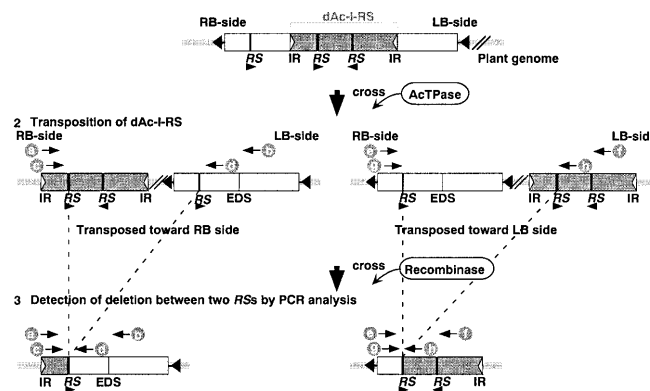 dAc-I-RS
RB-side LB-side
RS IR RS RS IR Plant genome
cross AcTPase
2 Transposition of dAc-I-RS
RB-side LB-side RB-side LB-sid
IR RS RS IR RS EDS RS EDS IR RS RS IR
Transposed toward RB side Transposed toward LB side
cross Recombinase
3 Detection of deletion between two RSs by PCR analysis
IR RS EDS RS RS IR